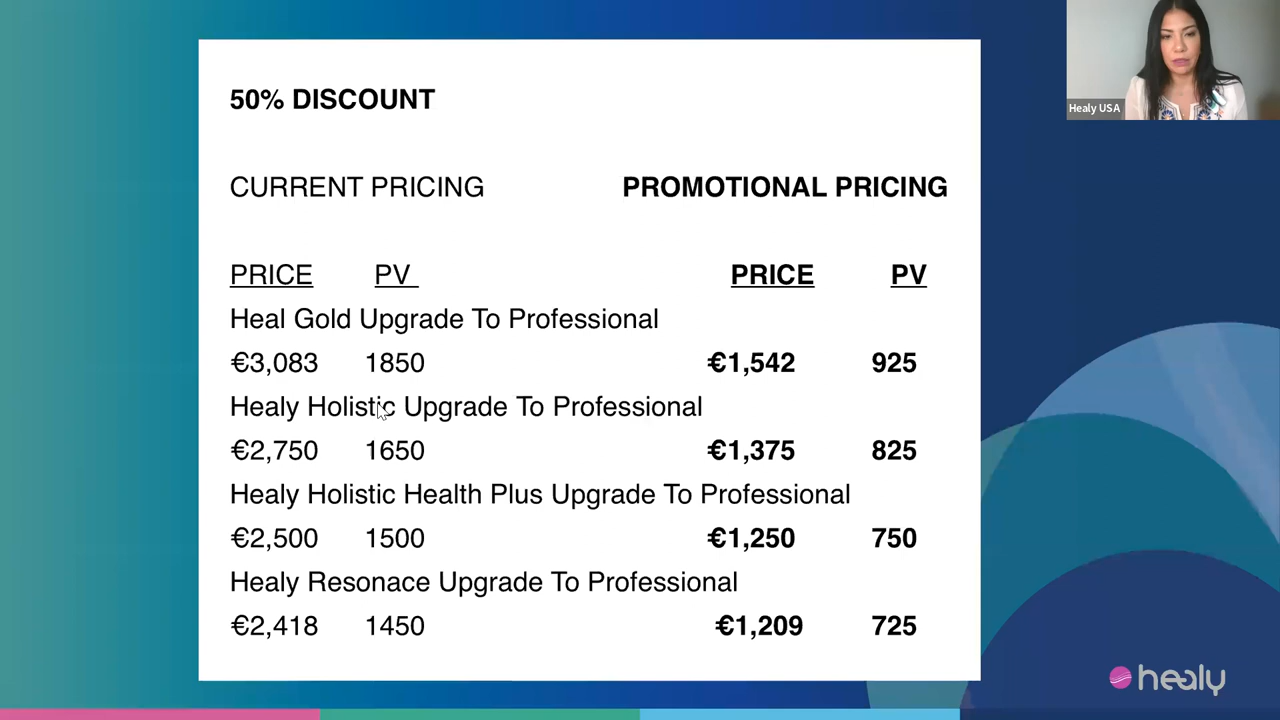 50% DISCOUNT
CURRENT PRICING PROMOTIONAL PRICING
PRICE PV PRICE PV
Heal Gold Upgrade To Professional
€3,083 1850 €1,542 925
Healy Holistic Upgrade To Professional
€2,750 1650 €1,375 825
Healy Holistic Health Plus Upgrade To Professional
€2,500 1500 €1,250 750
Healy Resonace Upgrade To Professional
€2,418 1450 €1,209 725
Healy USA
healy